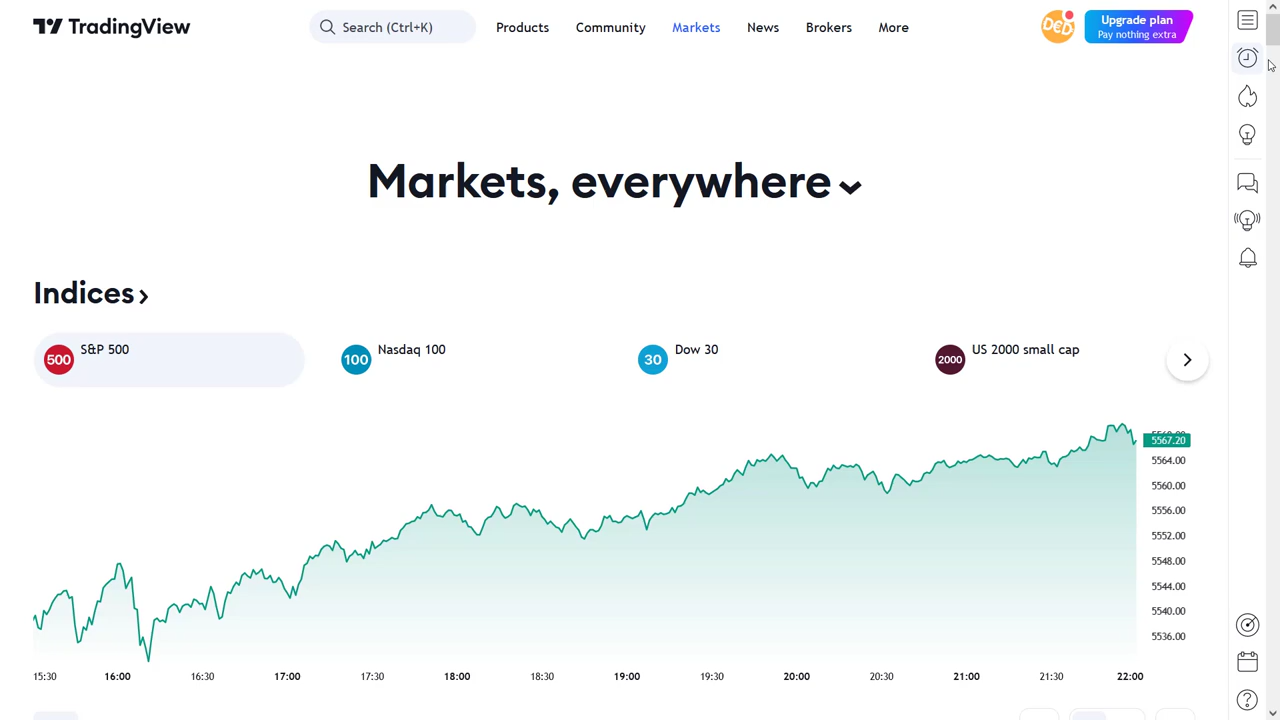 TradingView
Search (Ctrl+K)
Products
Community
Markets
News
Brokers
More
DED
Upgrade plan
Pay nothing extra
Markets, everywhere
Indices
500
S&P 500
100
Nasdaq 100
30
Dow 30
2000
US 2000 small cap
5567.20
5564.00
5560.00
5556.00
5552.00
5548.00
5544.00
5540.00
5536.00
15:30
16:00
16:30
17:00
17:30
18:00
18:30
19:00
19:30
20:00
20:30
21:00
21:30
22:00